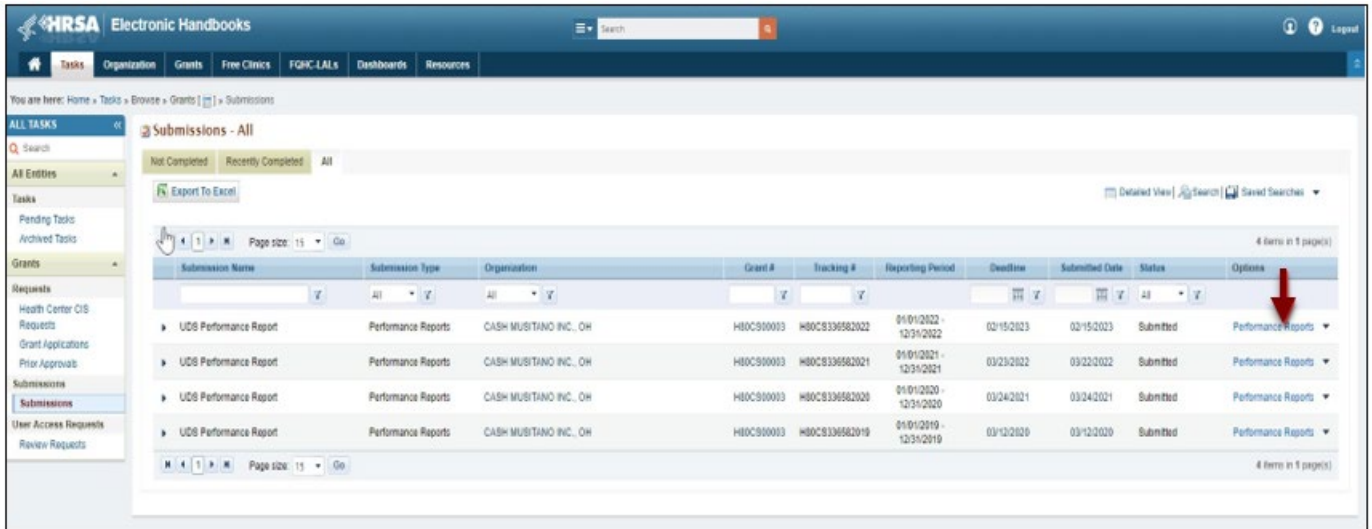 HRSA Electronic Handbooks
Search
Logout
Tasks Organization Grants Free Clinics FQHC-LALs Dashboards Resources
You are here: Home » Tasks » Browse » Grants [ ] » Submissions
ALL TASKS «
Search
All Entities
Tasks
Pending Tasks
Archived Tasks
Grants
Requests
Health Center CIS
Requests
Grant Applications
Prior Approvals
Submissions
Submissions
User Access Requests
Review Requests
Submissions - All
Not Completed Recently Completed All
Export To Excel
Detailed View | Search | Saved Searches
1 Page size: 15 Go 4 items in 1 page(s)
Submission Name Submission Type Organization Grant # Tracking # Reporting Period Deadline Submitted Date Status Options
All All All
UDS Performance Report Performance Reports CASH MUSITANO INC., OH H80CS00003 H80CS336582022 01/01/2022 - 12/31/2022 02/15/2023 02/15/2023 Submitted Performance Reports
UDS Performance Report Performance Reports CASH MUSITANO INC., OH H80CS00003 H80CS336582021 01/01/2021 - 12/31/2021 03/23/2022 03/22/2022 Submitted Performance Reports
UDS Performance Report Performance Reports CASH MUSITANO INC., OH H80CS00003 H80CS336582020 01/01/2020 - 12/31/2020 03/24/2021 03/24/2021 Submitted Performance Reports
UDS Performance Report Performance Reports CASH MUSITANO INC., OH H80CS00003 H80CS336582019 01/01/2019 - 12/31/2019 03/12/2020 03/12/2020 Submitted Performance Reports
1 Page size: 15 Go 4 items in 1 page(s)